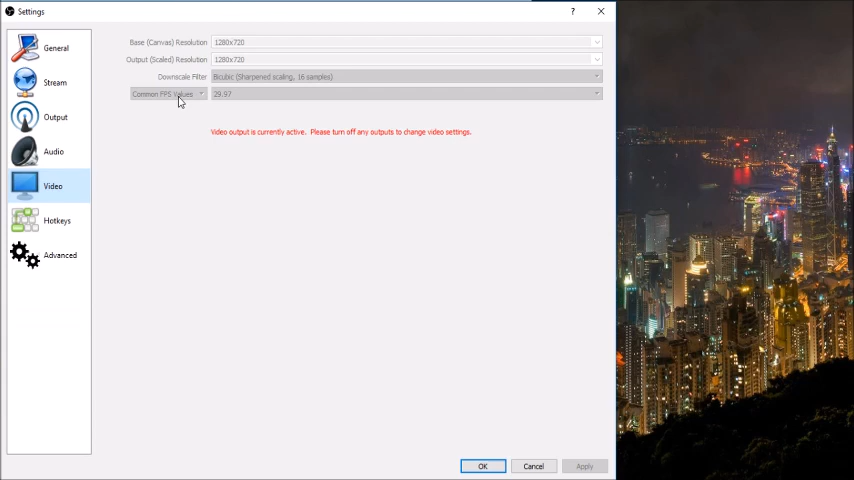 Settings
?
General
Stream
Output
Audio
Video
Hotkeys
Advanced
Base (Canvas) Resolution 1280x720
Output (Scaled) Resolution 1280x720
Downscale Filter Bicubic (Sharpened scaling, 16 samples)
Common FPS Values 29.97
Video output is currently active. Please turn off any outputs to change video settings.
OK Cancel Apply